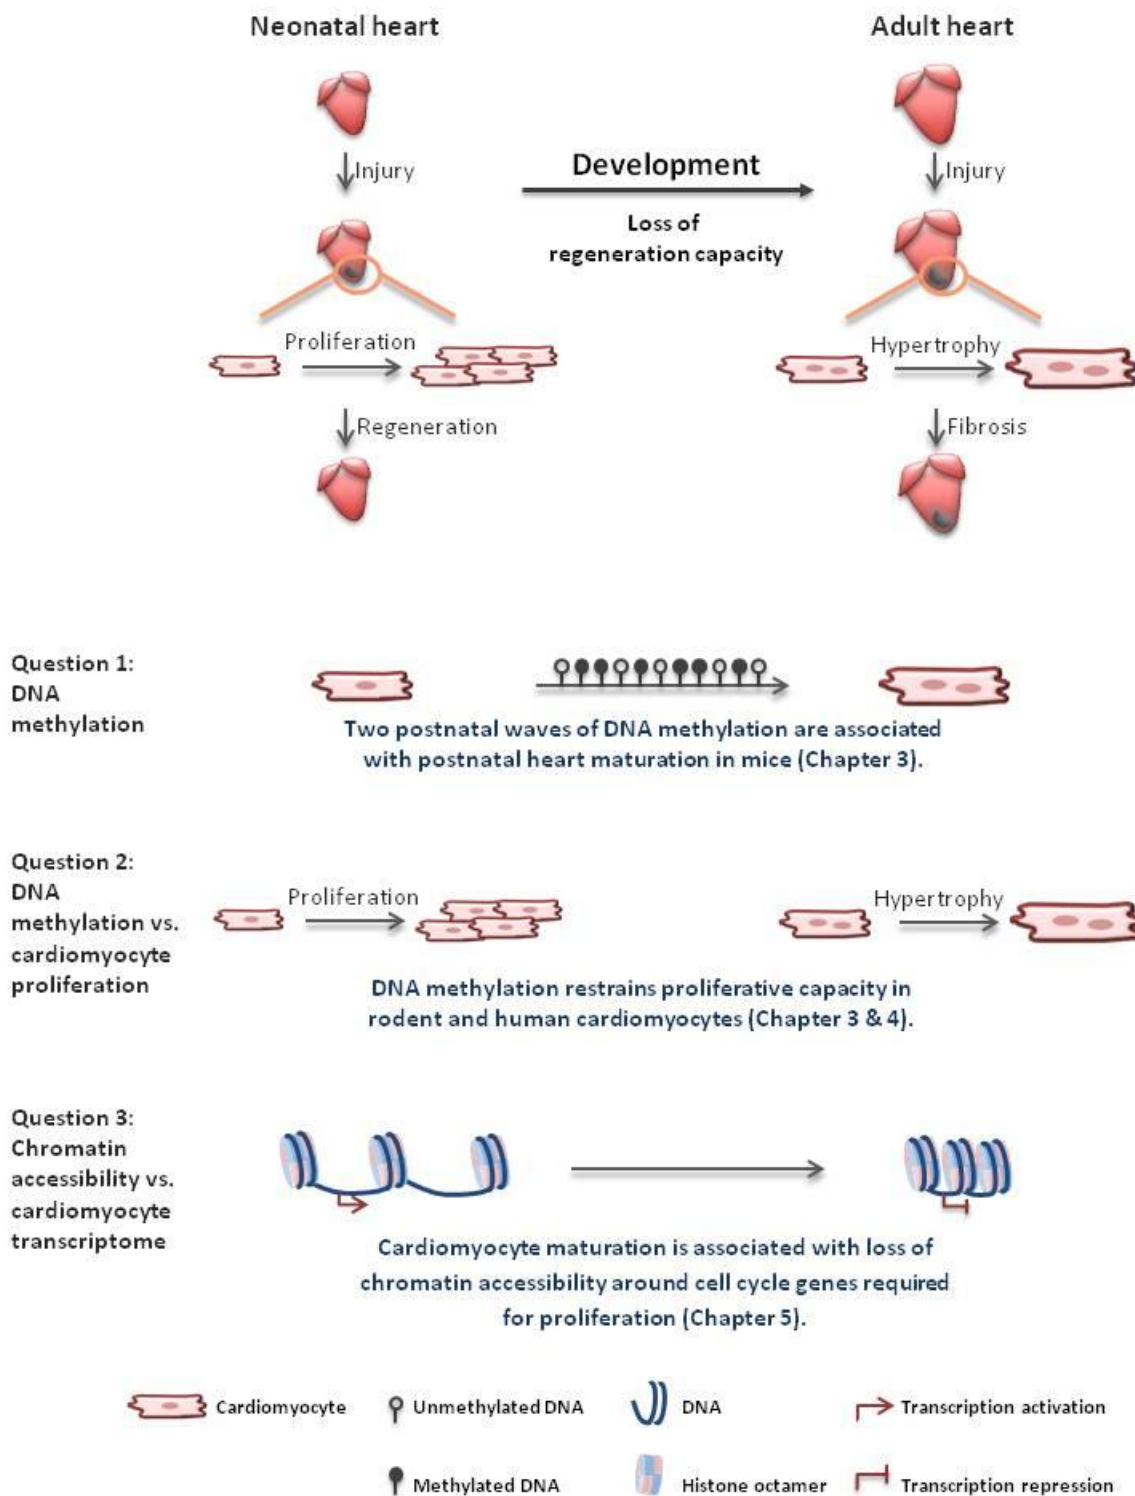 Neonatal heart
Adult heart
Injury
Development
Injury
Loss of
regeneration capacity
Proliferation
Hypertrophy
Regeneration
Fibrosis
Question 1:
DNA
methylation
Two postnatal waves of DNA methylation are associated
with postnatal heart maturation in mice (Chapter 3).
Question 2:
DNA
methylation vs.
cardiomyocyte
proliferation
Proliferation
Hypertrophy
DNA methylation restrains proliferative capacity in
rodent and human cardiomyocytes (Chapter 3 & 4).
Question 3:
Chromatin
accessibility vs.
cardiomyocyte
transcriptome
Cardiomyocyte maturation is associated with loss of
chromatin accessibility around cell cycle genes required
for proliferation (Chapter 5).
Cardiomyocyte
Unmethylated DNA
DNA
Transcription activation
Methylated DNA
Histone octamer
Transcription repression